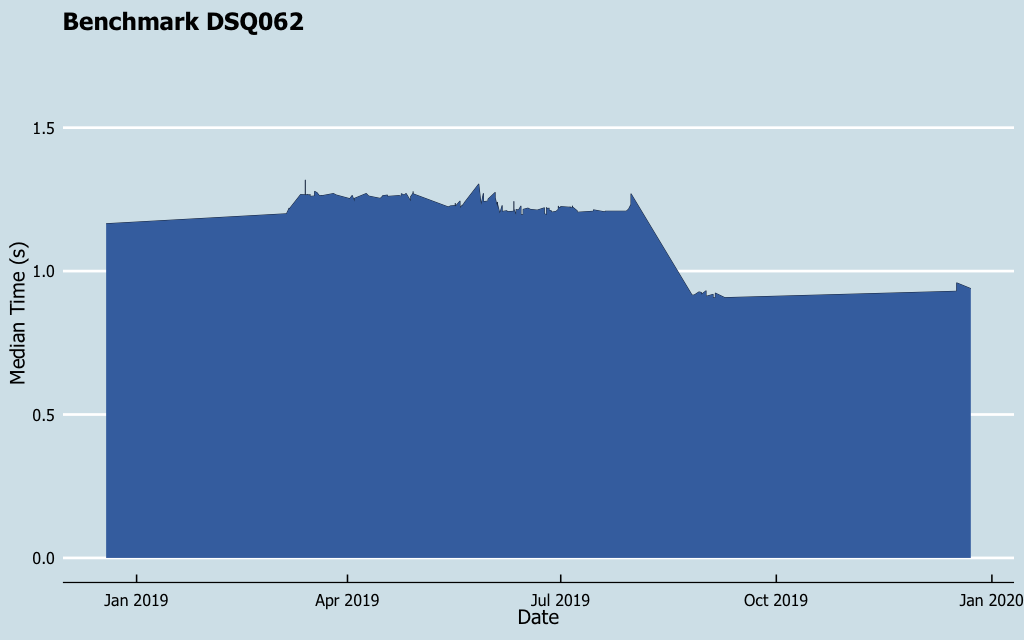 Benchmark DSQ062
1.5
1.0
0.5
0.0
Median Time (s)
Jan 2019
Apr 2019
Jul 2019
Oct 2019
Jan 2020
Date